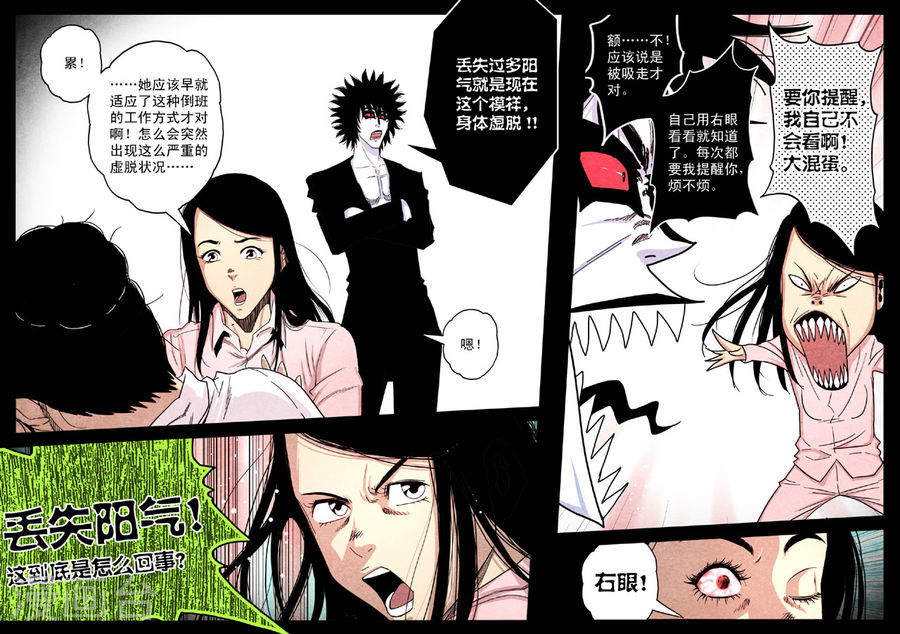 累！
……她应该早就
适应了这种倒班
的工作方式才对
啊！怎么会突然
出现这么严重的
虚脱状况……
丢失过多阳
气就是现在
这个模样，
身体虚脱！！
嗯！
丢失阳气！
这到底是怎么回事？
额……不！
应该说是
被吸走才
对。
自己用右眼
看看就知道
了。每次都
要我提醒你，
烦不烦。
要你提醒，
我自己不
会看啊！
大混蛋。
右眼！
漫画台